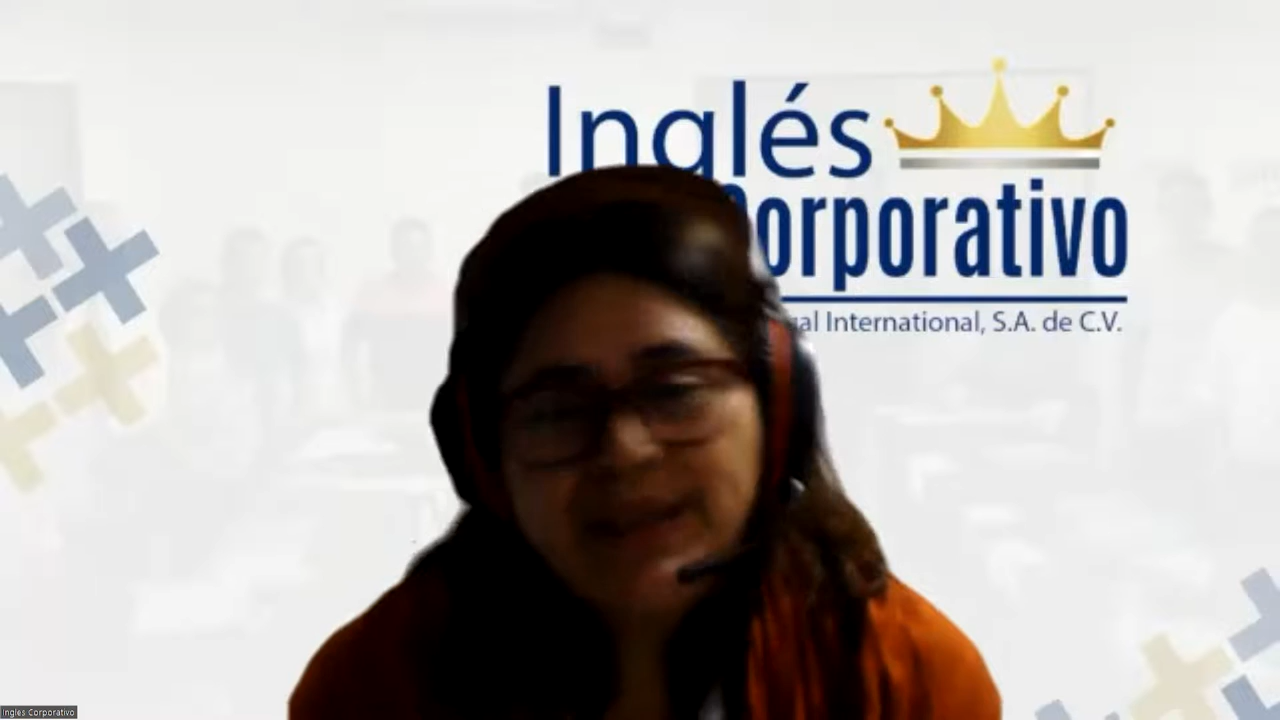 Inglés
Corporativo
International, S.A. de C.V.
Ingles Corporativo